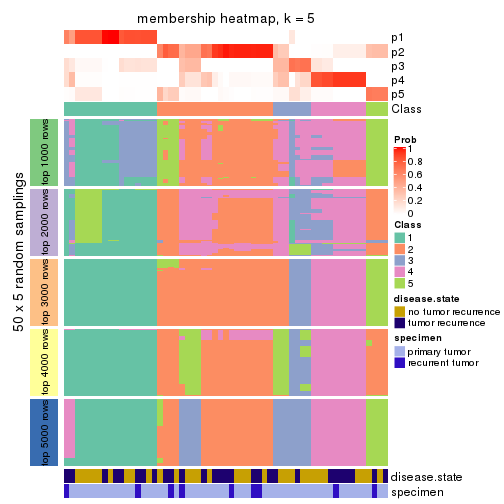 membership heatmap, k = 5
p1
p2
p3
p4
p5
Class
50 x 5 random samplings
top 1000 rows
top 2000 rows
top 3000 rows
top 4000 rows
top 5000 rows
disease.state
specimen
Prob
1
0.8
0.6
0.4
0.2
0
Class
1
2
3
4
5
disease.state
no tumor recurrence
tumor recurrence
specimen
primary tumor
recurrent tumor